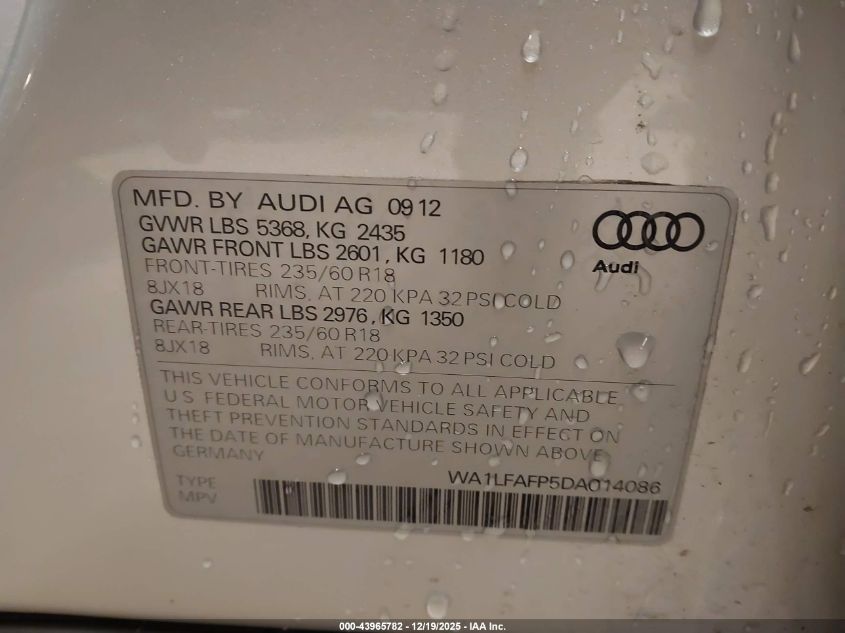 MFD. BY AUDI AG 09 12
GVWR LBS 5368, KG 2435
GAWR FRONT LBS 2601, KG 1180
FRONT-TIRES 235/60 R18
8JX18 RIMS, AT 220 KPA 32 PSI COLD
GAWR REAR LBS 2976, KG 1350
REAR-TIRES 235/60 R18
8JX18 RIMS, AT 220 KPA 32 PSI COLD
Audi
THIS VEHICLE CONFORMS TO ALL APPLICABLE
U.S. FEDERAL MOTOR VEHICLE SAFETY AND
THEFT PREVENTION STANDARDS IN EFFECT ON
THE DATE OF MANUFACTURE SHOWN ABOVE.
GERMANY
WA1LFAFP5DA014086
TYPE
MPV
000-43965782 - 12/19/2025 - IAA Inc.